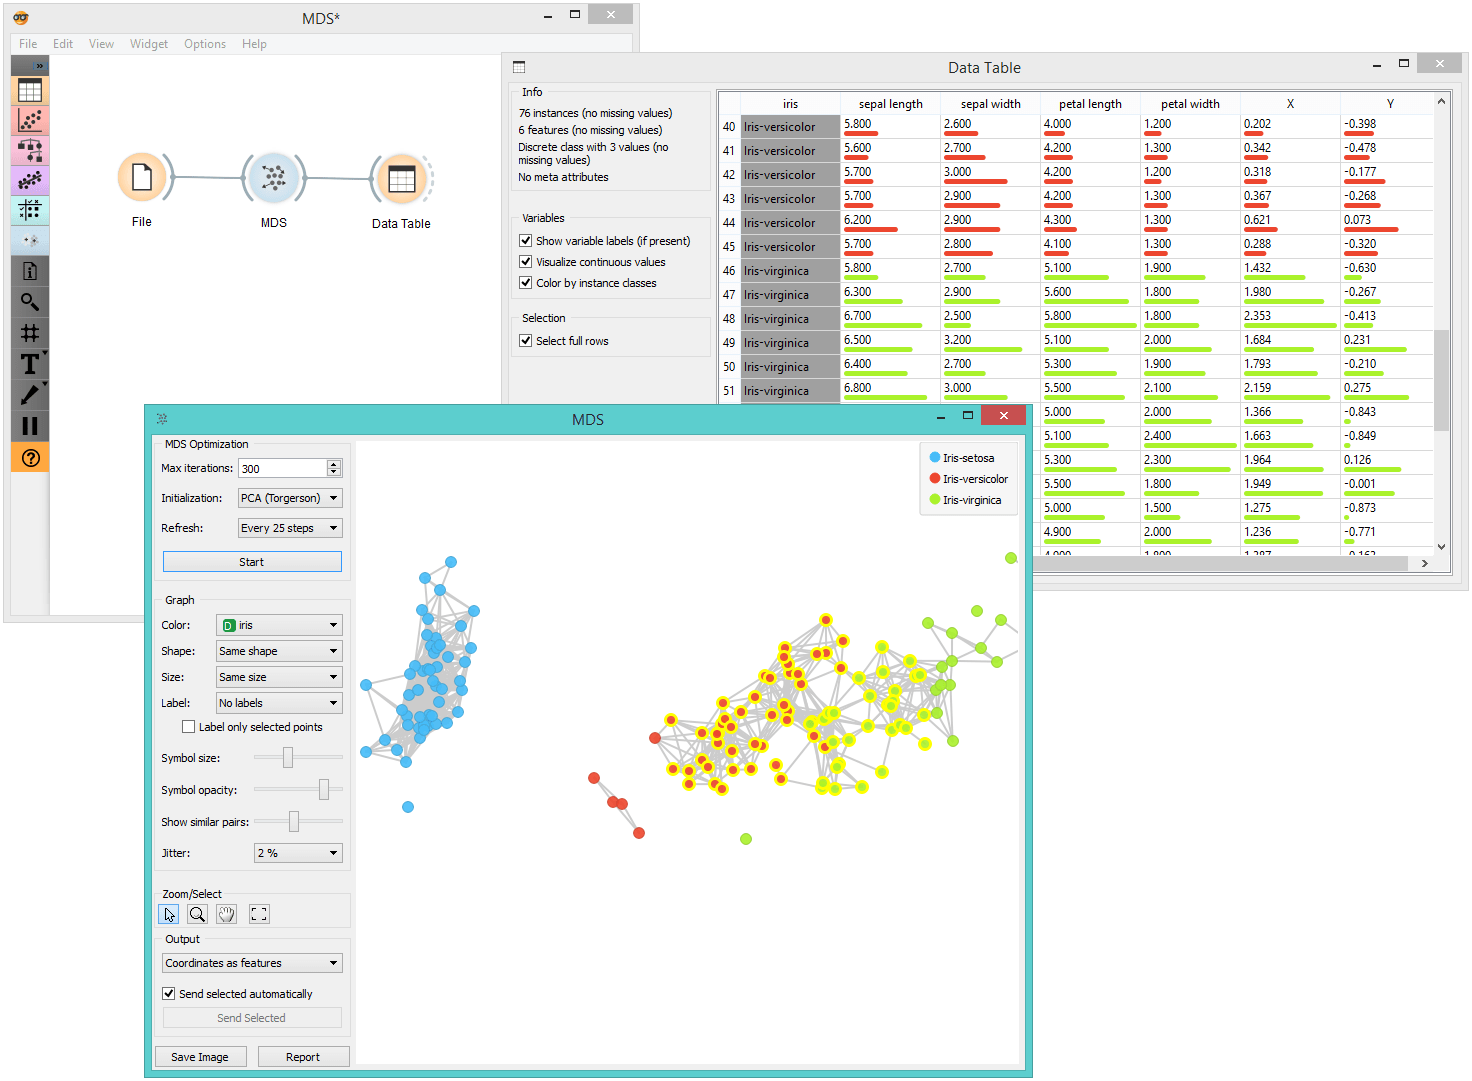 MDS*
File Edit View Widget Options Help
File
MDS
Data Table
Data Table
Info
76 instances (no missing values)
6 features (no missing values)
Discrete class with 3 values (no
missing values)
No meta attributes
Variables
Show variable labels (if present)
Visualize continuous values
Color by instance classes
Selection
Select full rows
iris sepal length sepal width petal length petal width X Y
40 Iris-versicolor 5.800 2.600 4.000 1.200 0.202 -0.398
41 Iris-versicolor 5.600 2.700 4.200 1.300 0.342 -0.478
42 Iris-versicolor 5.700 3.000 4.200 1.200 0.318 -0.177
43 Iris-versicolor 5.700 2.900 4.200 1.300 0.367 -0.268
44 Iris-versicolor 6.200 2.900 4.300 1.300 0.621 0.073
45 Iris-versicolor 5.700 2.800 4.100 1.300 0.288 -0.320
46 Iris-virginica 5.800 2.700 5.100 1.900 1.432 -0.630
47 Iris-virginica 6.300 2.900 5.600 1.800 1.980 -0.267
48 Iris-virginica 6.700 2.500 5.800 1.800 2.353 -0.413
49 Iris-virginica 6.500 3.200 5.100 2.000 1.684 0.231
50 Iris-virginica 6.400 2.700 5.300 1.900 1.793 -0.210
51 Iris-virginica 6.800 3.000 5.500 2.100 2.159 0.275
5.000 2.000 1.366 -0.843
5.100 2.400 1.663 -0.849
5.300 2.300 1.964 0.126
5.500 1.800 1.949 -0.001
5.000 1.500 1.275 -0.873
4.900 2.000 1.236 -0.771
MDS
MDS Optimization
Max iterations: 300
Initialization: PCA (Torgerson)
Refresh: Every 25 steps
Start
Graph
Color: D iris
Shape: Same shape
Size: Same size
Label: No labels
Label only selected points
Symbol size:
Symbol opacity:
Show similar pairs:
Jitter: 2 %
Zoom/Select
Output
Coordinates as features
Send selected automatically
Send Selected
Save Image Report
Iris-setosa
Iris-versicolor
Iris-virginica